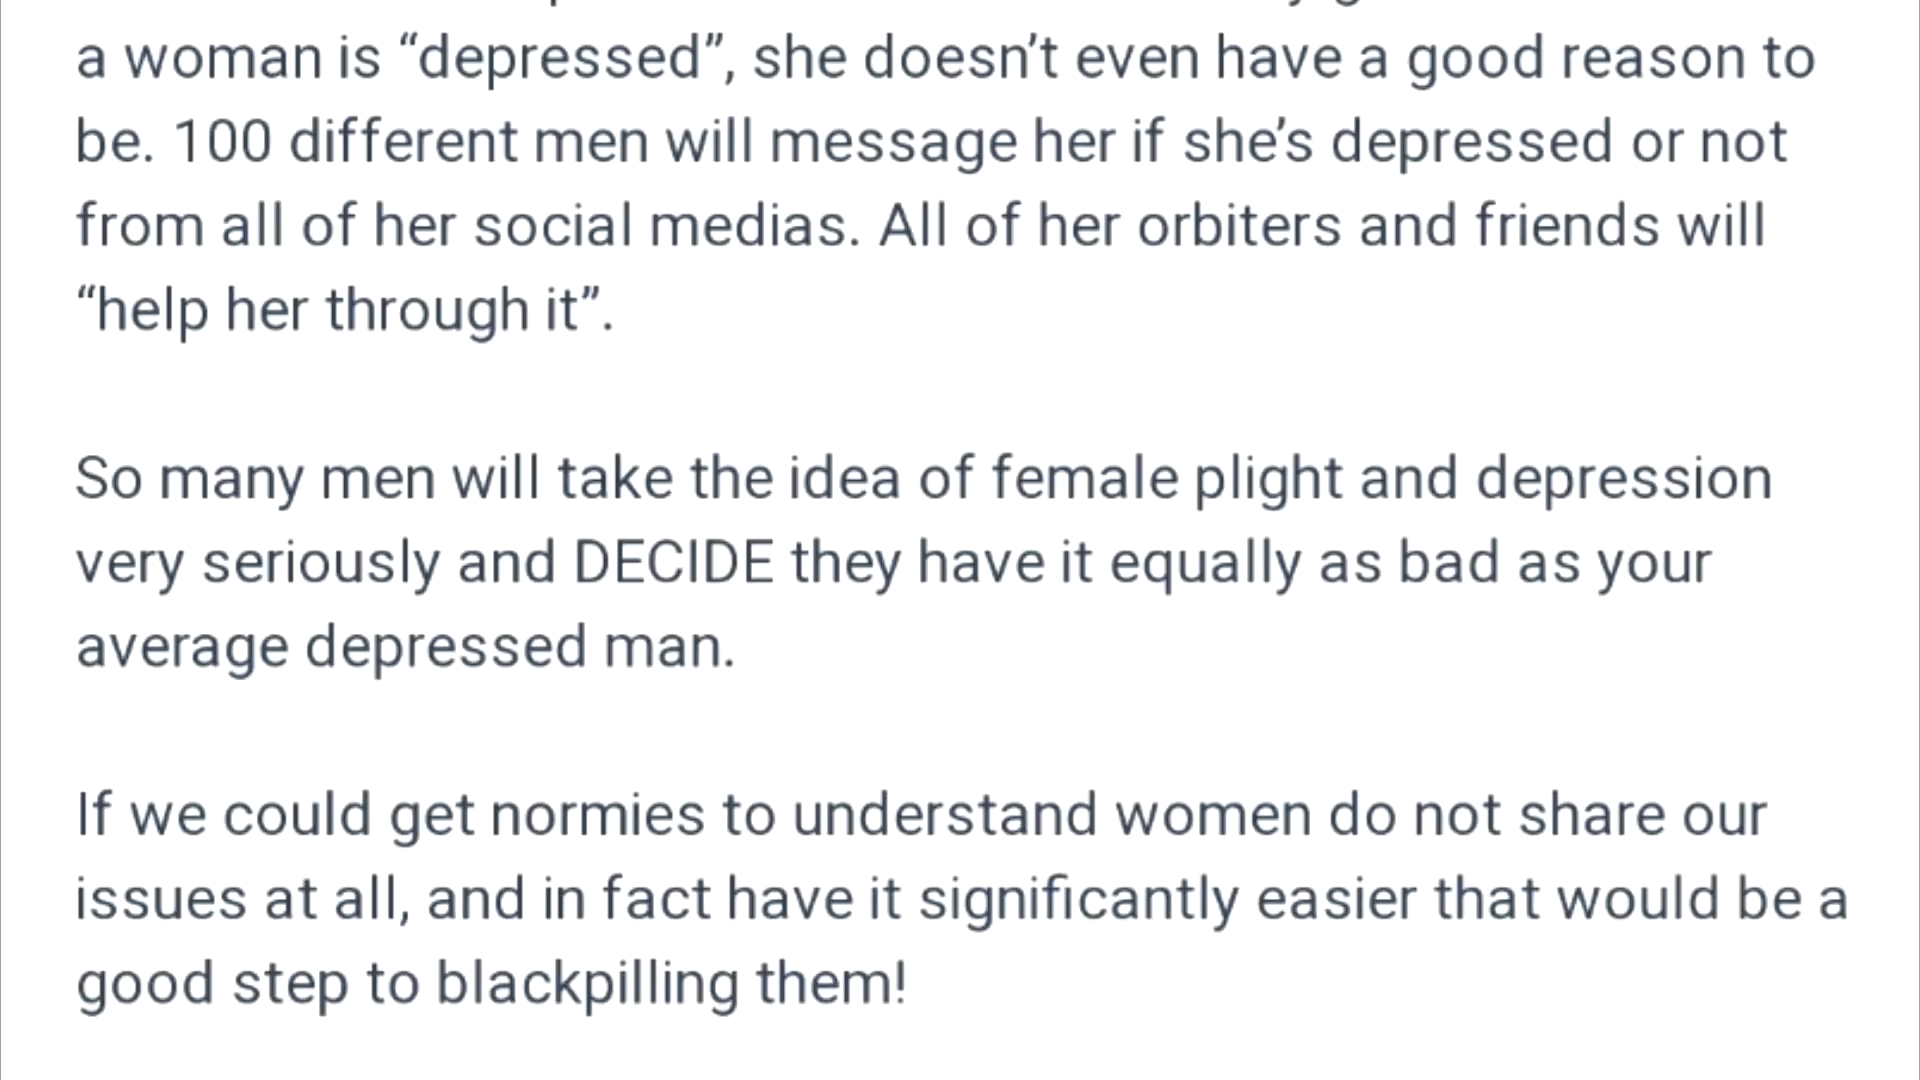 a woman is “depressed”, she doesn’t even have a good reason to
be. 100 different men will message her if she’s depressed or not
from all of her social medias. All of her orbiters and friends will
“help her through it”.
So many men will take the idea of female plight and depression
very seriously and DECIDE they have it equally as bad as your
average depressed man.
If we could get normies to understand women do not share our
issues at all, and in fact have it significantly easier that would be a
good step to blackpilling them!